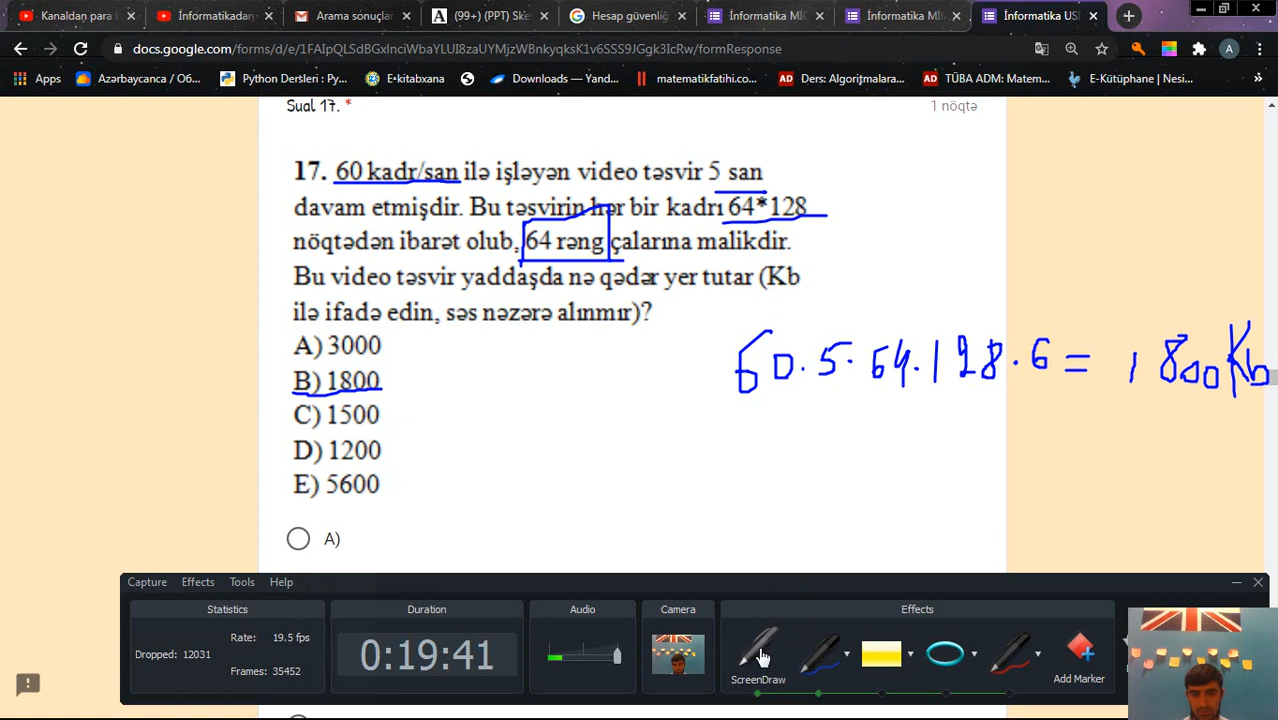 Kanaldan para k
İnformatikadan
Arama sonuçlar
(99+) (PPT) Ske
Hesap güvenliğ
İnformatika MİC
İnformatika Mİ
İnformatika USİ
docs.google.com/forms/d/e/1FAIpQLSdBGxlnciWbaYLUI8zaUYMjzWBnkyqksK1v6SSS9JGgk3IcRw/formResponse
A
Apps
Azərbaycanca / Об...
Python Dersleri : Py...
E-kitabxana
Downloads — Yand...
matematikfatihi.co...
Ders: Algoritmalara...
TÜBA ADM: Matem...
E-Kütüphane | Nesi...
»
Sual 17. *
1 nöqtə
17. 60 kadr/san ilə işləyən video təsvir 5 san
davam etmişdir. Bu təsvirin hər bir kadrı 64*128
nöqtədən ibarət olub, 64 rəng çalarına malikdir.
Bu video təsvir yaddaşda nə qədər yer tutar (Kb
ilə ifadə edin, səs nəzərə alınmır)?
60.5.64.128.6= 1800Kb
A) 3000
B) 1800
C) 1500
D) 1200
E) 5600
A)
Capture Effects Tools Help
Statistics
Rate: 19.5 fps
Dropped: 12031
Frames: 35452
Duration
0:19:41
Audio
Camera
Effects
ScreenDraw
Add Marker